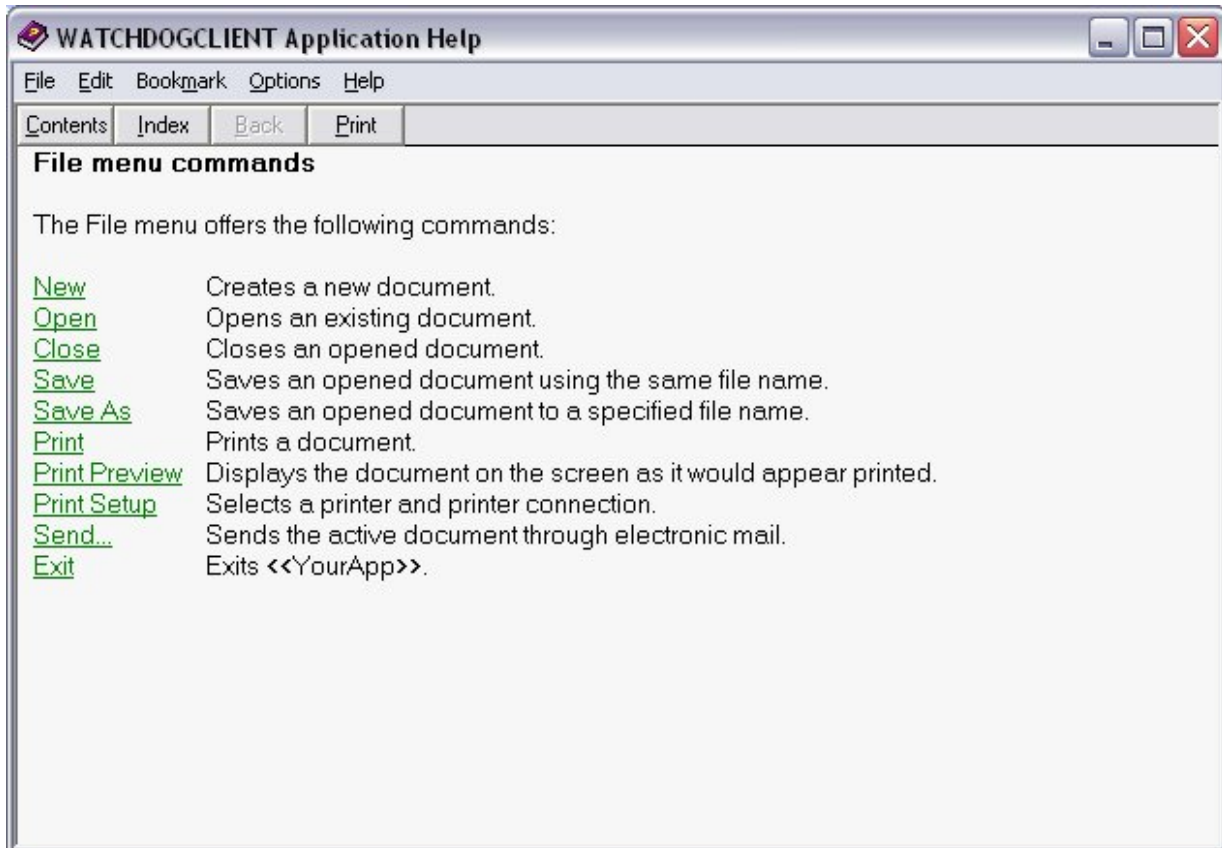 WATCHDOGCLIENT Application Help
File Edit Bookmark Options Help
Contents Index Back Print
File menu commands
The File menu offers the following commands:
New Creates a new document.
Open Opens an existing document.
Close Closes an opened document.
Save Saves an opened document using the same file name.
Save As Saves an opened document to a specified file name.
Print Prints a document.
Print Preview Displays the document on the screen as it would appear printed.
Print Setup Selects a printer and printer connection.
Send... Sends the active document through electronic mail.
Exit Exits <<YourApp>>.